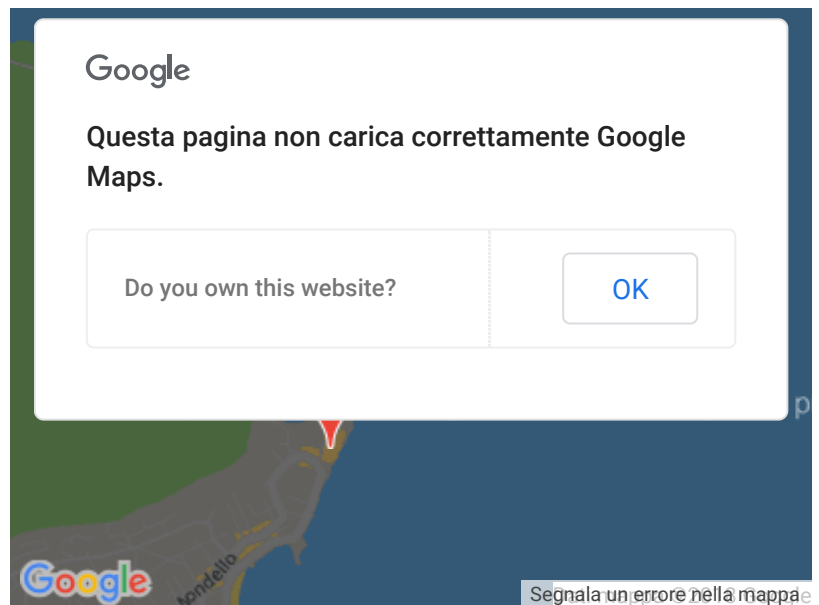 Google
Questa pagina non carica correttamente Google
Maps.
Do you own this website?
OK
p
Google
Segnala un errore nella mappa